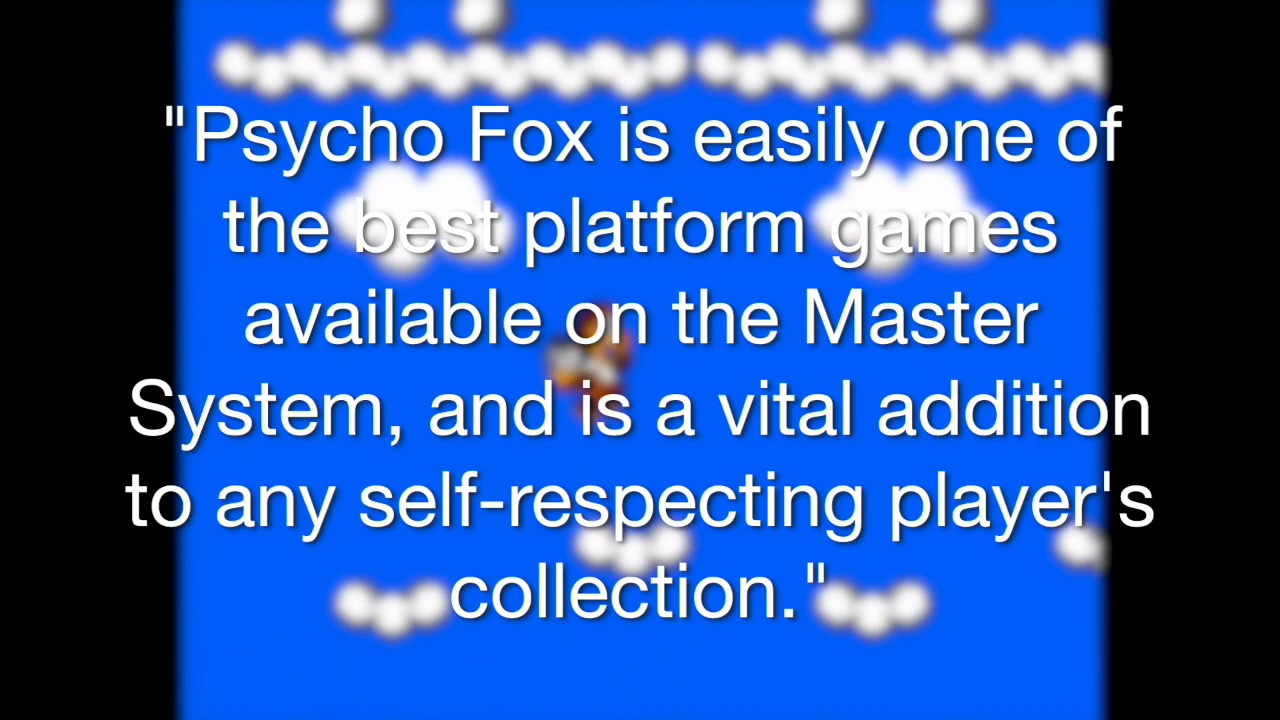 "Psycho Fox is easily one of
the best platform games
available on the Master
System, and is a vital addition
to any self-respecting player's
collection."